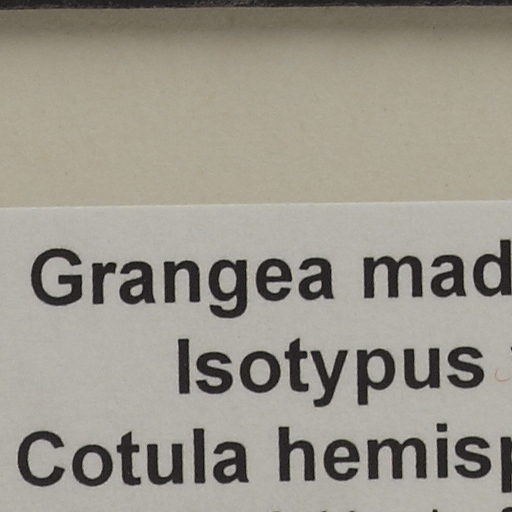 Grangea mad
Isotypus
Cotula hemisp